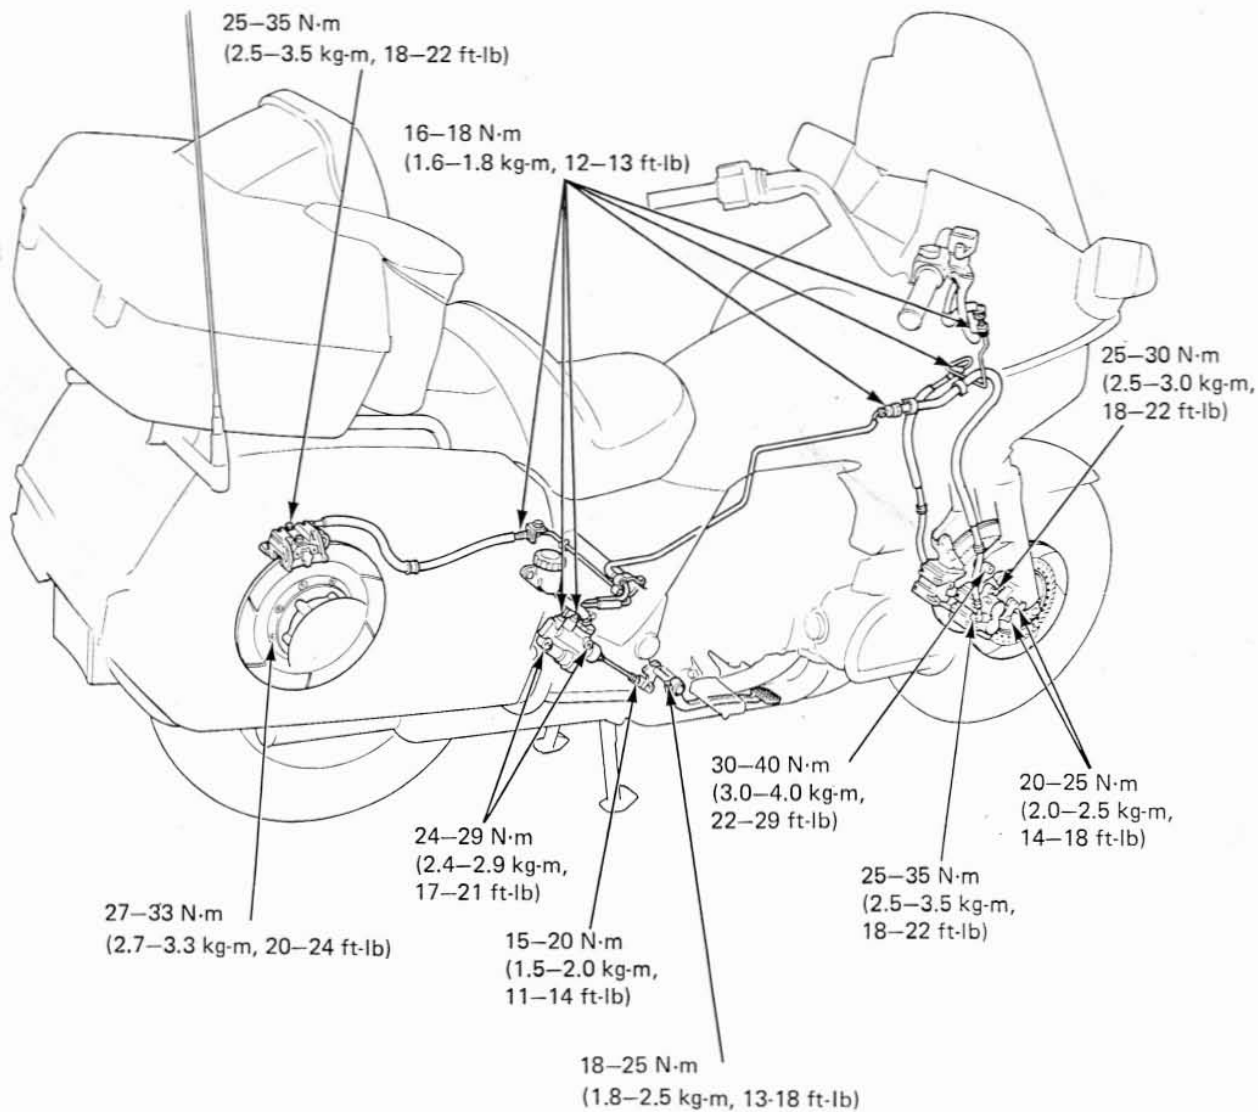 25–35 N·m
(2.5–3.5 kg-m, 18–22 ft-lb)
16–18 N·m
(1.6–1.8 kg-m, 12–13 ft-lb)
25–30 N·m
(2.5–3.0 kg-m,
18–22 ft-lb)
30–40 N·m
(3.0–4.0 kg-m,
22–29 ft-lb)
20–25 N·m
(2.0–2.5 kg-m,
14–18 ft-lb)
24–29 N·m
(2.4–2.9 kg-m,
17–21 ft-lb)
25–35 N·m
(2.5–3.5 kg-m,
18–22 ft-lb)
27–33 N·m
(2.7–3.3 kg-m, 20–24 ft-lb)
15–20 N·m
(1.5–2.0 kg-m,
11–14 ft-lb)
18–25 N·m
(1.8–2.5 kg-m, 13-18 ft-lb)